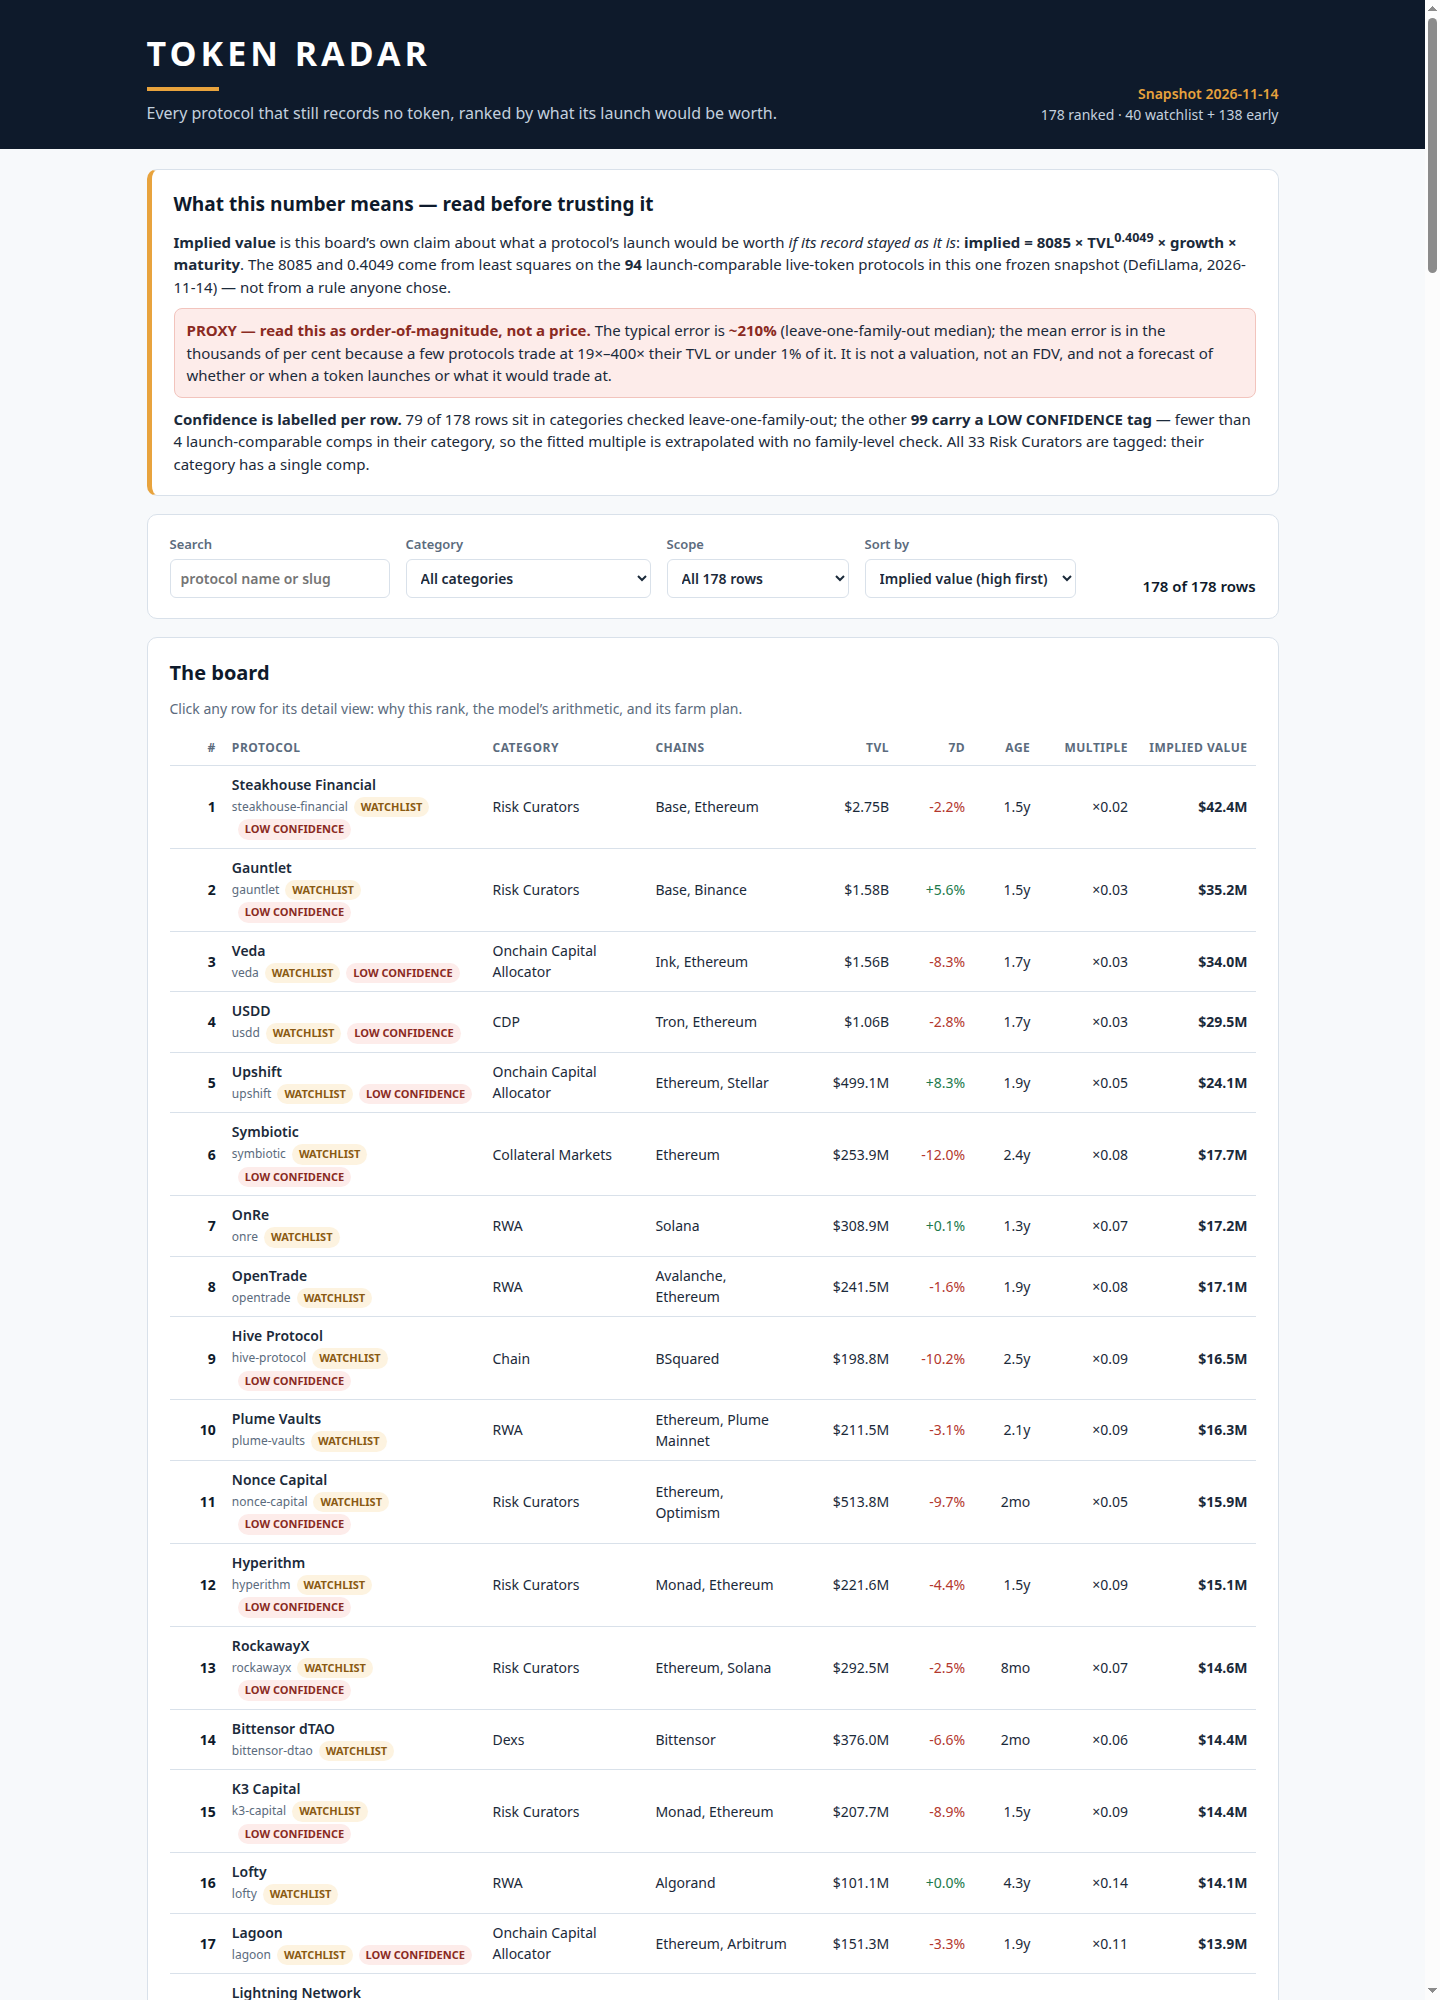 TOKEN RADAR
Every protocol that still records no token, ranked by what its launch would be worth.
Snapshot 2026-11-14
178 ranked · 40 watchlist + 138 early
What this number means — read before trusting it
Implied value is this board’s own claim about what a protocol’s launch would be worth if its record stayed as it is: implied = 8085 × TVL^0.4049 × growth ×
maturity. The 8085 and 0.4049 come from least squares on the 94 launch-comparable live-token protocols in this one frozen snapshot (DefiLlama, 2026-
11-14) — not from a rule anyone chose.
PROXY — read this as order-of-magnitude, not a price. The typical error is ~210% (leave-one-family-out median); the mean error is in the
thousands of per cent because a few protocols trade at 19×–400× their TVL or under 1% of it. It is not a valuation, not an FDV, and not a forecast of
whether or when a token launches or what it would trade at.
Confidence is labelled per row. 79 of 178 rows sit in categories checked leave-one-family-out; the other 99 carry a LOW CONFIDENCE tag — fewer than
4 launch-comparable comps in their category, so the fitted multiple is extrapolated with no family-level check. All 33 Risk Curators are tagged: their
category has a single comp.
Search Category Scope Sort by
protocol name or slug All categories All 178 rows Implied value (high first) 178 of 178 rows
The board
Click any row for its detail view: why this rank, the model’s arithmetic, and its farm plan.
# PROTOCOL CATEGORY CHAINS TVL 7D AGE MULTIPLE IMPLIED VALUE
Steakhouse Financial
1 steakhouse-financial WATCHLIST Risk Curators Base, Ethereum $2.75B -2.2% 1.5y ×0.02 $42.4M
LOW CONFIDENCE
Gauntlet
2 gauntlet WATCHLIST Risk Curators Base, Binance $1.58B +5.6% 1.5y ×0.03 $35.2M
LOW CONFIDENCE
Veda Onchain Capital
3 Ink, Ethereum $1.56B -8.3% 1.7y ×0.03 $34.0M
veda WATCHLIST LOW CONFIDENCE Allocator
USDD
4 CDP Tron, Ethereum $1.06B -2.8% 1.7y ×0.03 $29.5M
usdd WATCHLIST LOW CONFIDENCE
Upshift Onchain Capital
5 Ethereum, Stellar $499.1M +8.3% 1.9y ×0.05 $24.1M
upshift WATCHLIST LOW CONFIDENCE Allocator
Symbiotic
6 symbiotic WATCHLIST Collateral Markets Ethereum $253.9M -12.0% 2.4y ×0.08 $17.7M
LOW CONFIDENCE
OnRe
7 RWA Solana $308.9M +0.1% 1.3y ×0.07 $17.2M
onre WATCHLIST
OpenTrade Avalanche,
8 RWA $241.5M -1.6% 1.9y ×0.08 $17.1M
opentrade WATCHLIST Ethereum
Hive Protocol
9 hive-protocol WATCHLIST Chain BSquared $198.8M -10.2% 2.5y ×0.09 $16.5M
LOW CONFIDENCE
Plume Vaults Ethereum, Plume
10 RWA $211.5M -3.1% 2.1y ×0.09 $16.3M
plume-vaults WATCHLIST Mainnet
Nonce Capital Ethereum,
11 nonce-capital WATCHLIST Risk Curators $513.8M -9.7% 2mo ×0.05 $15.9M
LOW CONFIDENCE Optimism
Hyperithm
12 hyperithm WATCHLIST Risk Curators Monad, Ethereum $221.6M -4.4% 1.5y ×0.09 $15.1M
LOW CONFIDENCE
RockawayX
13 rockawayx WATCHLIST Risk Curators Ethereum, Solana $292.5M -2.5% 8mo ×0.07 $14.6M
LOW CONFIDENCE
Bittensor dTAO
14 Dexs Bittensor $376.0M -6.6% 2mo ×0.06 $14.4M
bittensor-dtao WATCHLIST
K3 Capital
15 k3-capital WATCHLIST Risk Curators Monad, Ethereum $207.7M -8.9% 1.5y ×0.09 $14.4M
LOW CONFIDENCE
Lofty
16 RWA Algorand $101.1M +0.0% 4.3y ×0.14 $14.1M
lofty WATCHLIST
Lagoon Onchain Capital
17 Ethereum, Arbitrum $151.3M -3.3% 1.9y ×0.11 $13.9M
lagoon WATCHLIST LOW CONFIDENCE Allocator
Lightning Network